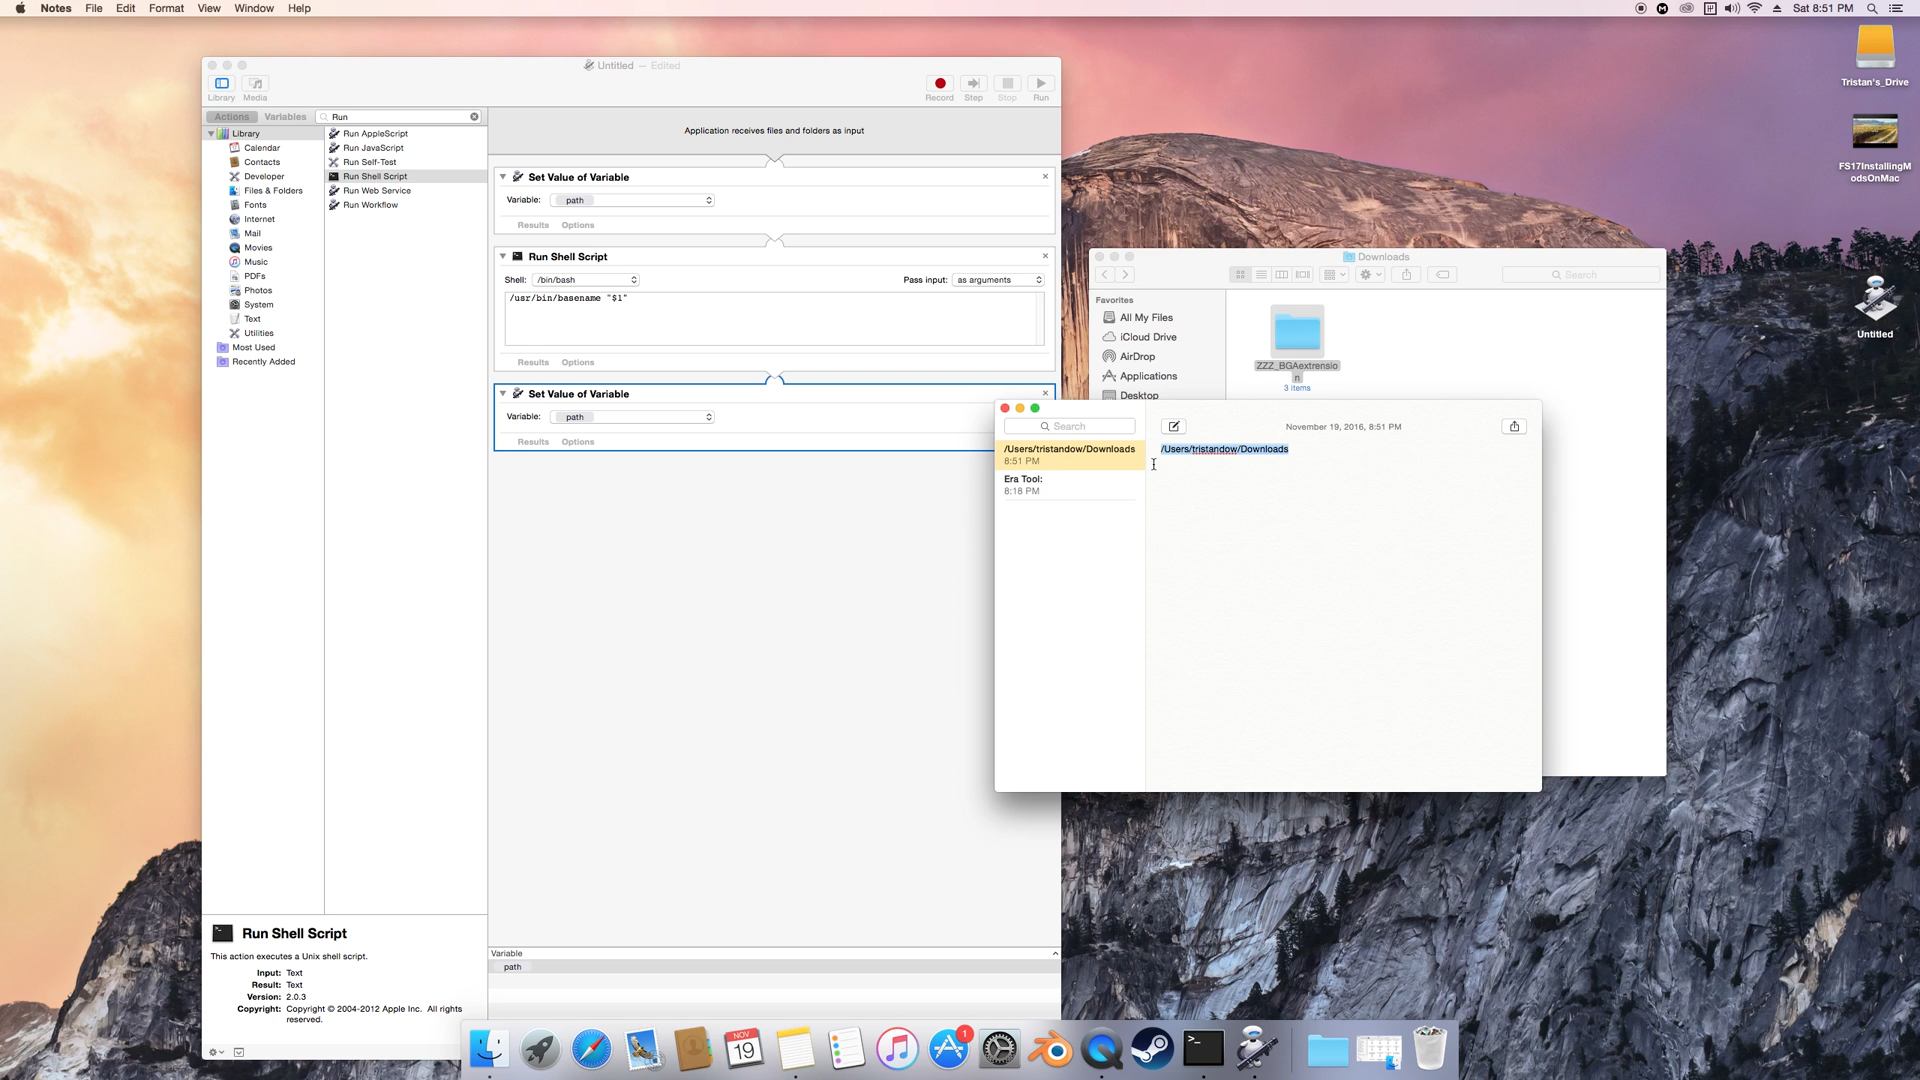 Notes File Edit Format View Window Help
Sat 8:51 PM
Untitled — Edited
Library Media
Record Step Stop Run
Actions Variables
Run
Library
Calendar
Contacts
Developer
Files & Folders
Fonts
Internet
Mail
Movies
Music
PDFs
Photos
System
Text
Utilities
Most Used
Recently Added
Run AppleScript
Run JavaScript
Run Self-Test
Run Shell Script
Run Web Service
Run Workflow
Application receives files and folders as input
Set Value of Variable
Variable: path
Results Options
Run Shell Script
Shell: /bin/bash
Pass input: as arguments
/usr/bin/basename "$1"
Results Options
Set Value of Variable
Variable: path
Results Options
Variable
path
Run Shell Script
This action executes a Unix shell script.
Input: Text
Result: Text
Version: 2.0.3
Copyright: Copyright © 2004-2012 Apple Inc. All rights
reserved.
Downloads
Search
Favorites
All My Files
iCloud Drive
AirDrop
Applications
Desktop
ZZZ_BGAextrensio
n
3 items
Search
/Users/tristandow/Downloads
8:51 PM
Era Tool:
8:18 PM
November 19, 2016, 8:51 PM
/Users/tristandow/Downloads
Tristan's_Drive
FS17InstallingM
odsOnMac
Untitled
NOV
19
1